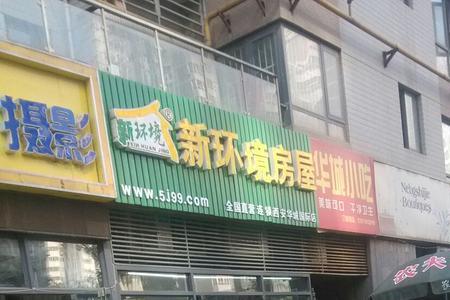 摄影
新环境
XIN HUAN JING
新环境房屋
www.5i99.com
全国直营连锁西安华城国际店
华城小吃
美味可口 干净卫生
Nengshijie
Boutiques